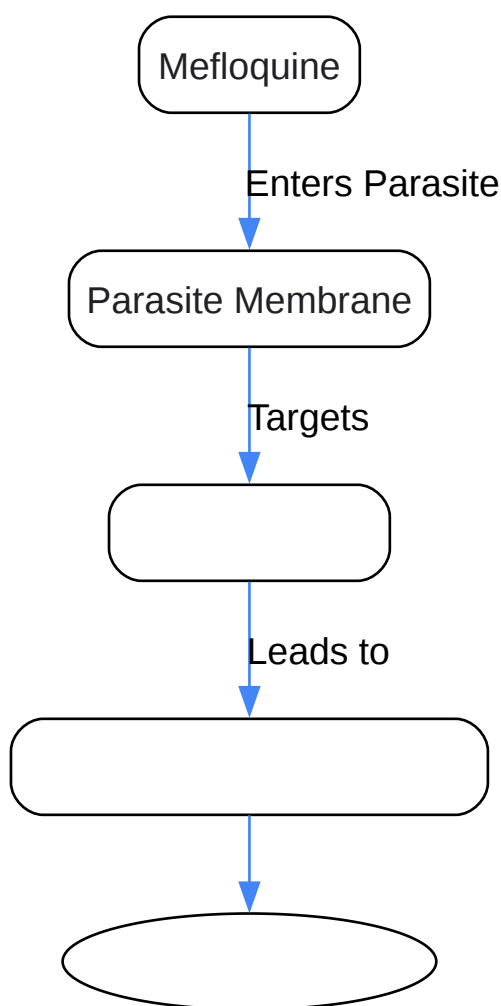 Mefloquine
Enters Parasite
Parasite Membrane
Targets
Leads to